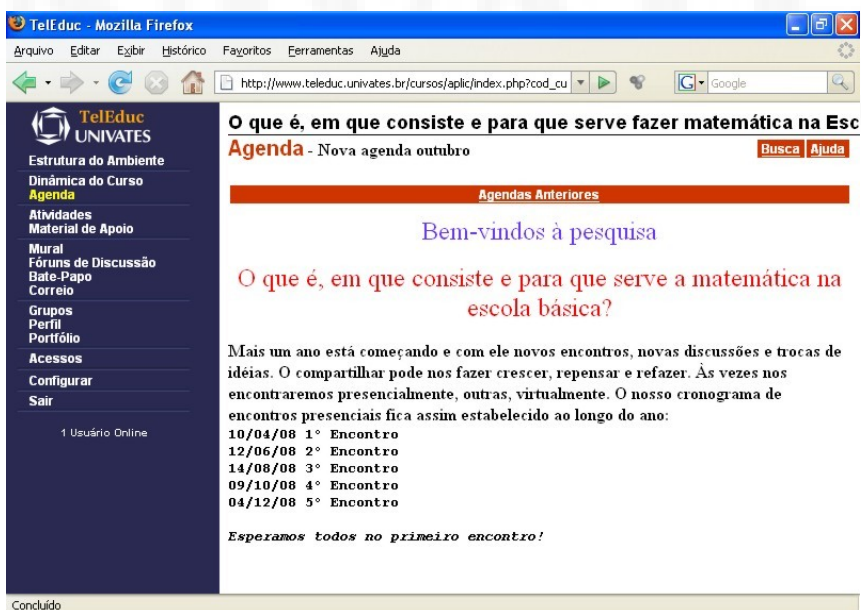 TelEduc - Mozilla Firefox
Arquivo Editar Exibir Histórico Favoritos Ferramentas Ajuda
http://www.teleduc.univates.br/cursos/aplic/index.php?cod_cu
Google
TelEduc
UNIVATES
Estrutura do Ambiente
Dinâmica do Curso
Agenda
Atividades
Material de Apoio
Mural
Fóruns de Discussão
Bate-Papo
Correio
Grupos
Perfil
Portfólio
Acessos
Configurar
Sair
1 Usuário Online
O que é, em que consiste e para que serve fazer matemática na Esc
Agenda - Nova agenda outubro
Busca Ajuda
Agendas Anteriores
Bem-vindos à pesquisa
O que é, em que consiste e para que serve a matemática na
escola básica?
Mais um ano está começando e com ele novos encontros, novas discussões e trocas de
idéias. O compartilhar pode nos fazer crescer, repensar e refazer. Às vezes nos
encontraremos presencialmente, outras, virtualmente. O nosso cronograma de
encontros presenciais fica assim estabelecido ao longo do ano:
10/04/08 1° Encontro
12/06/08 2° Encontro
14/08/08 3° Encontro
09/10/08 4° Encontro
04/12/08 5° Encontro
Esperamos todos no primeiro encontro!
Concluído